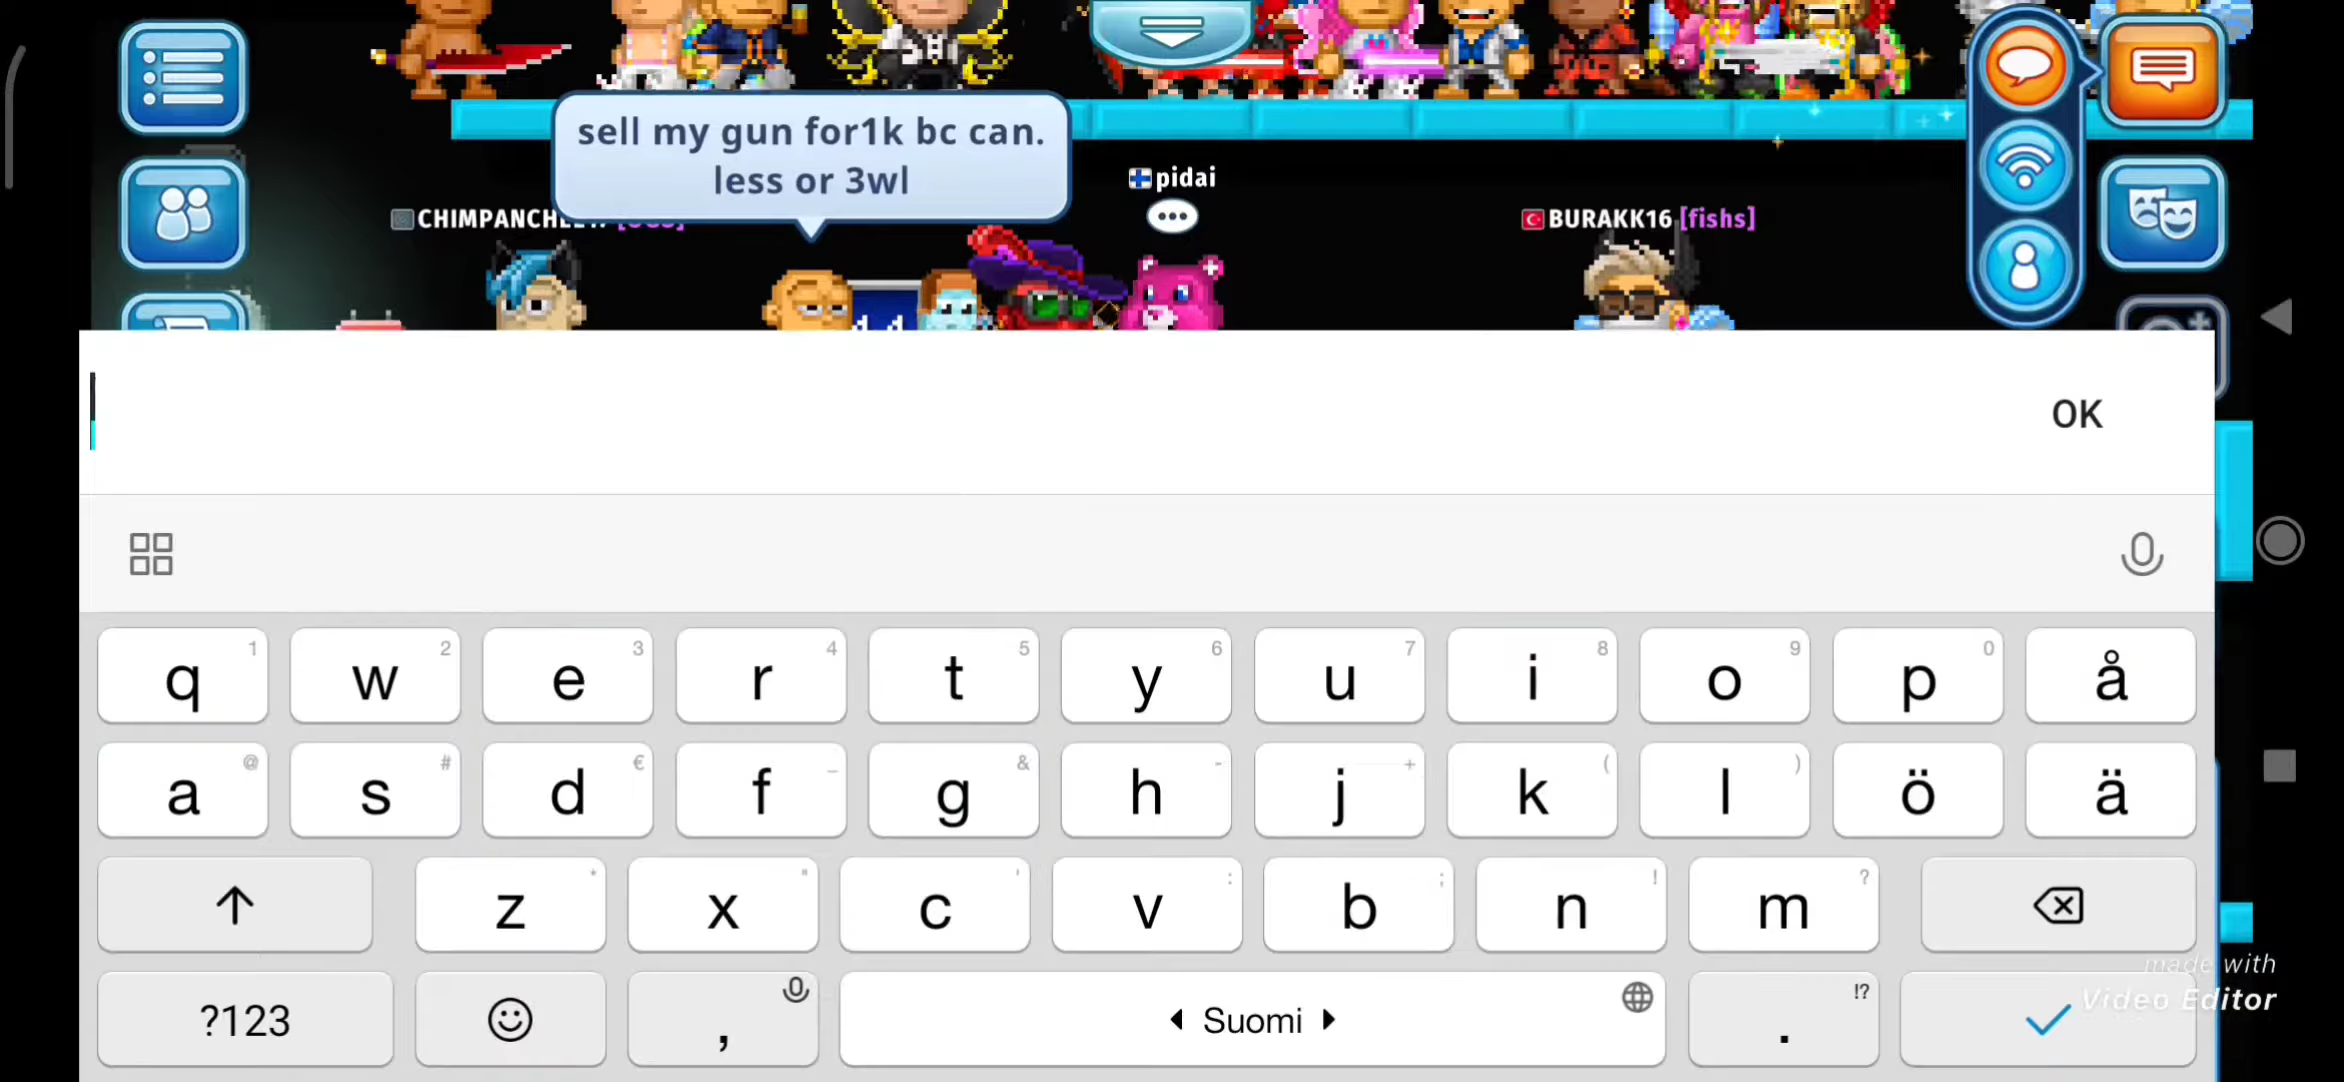 sell my gun for1k bc can.
less or 3wl
pidai
BURAKK16 [fishs]
OK
q 1 w 2 e 3 r 4 t 5 y 6 u 7 i 8 o 9 p 0 å
a @ s # d € f _ g & h - j + k ( l ) ö ä
z * x " c ' v : b ; n ! m ?
?123 , Suomi . !?
made with
Video Editor